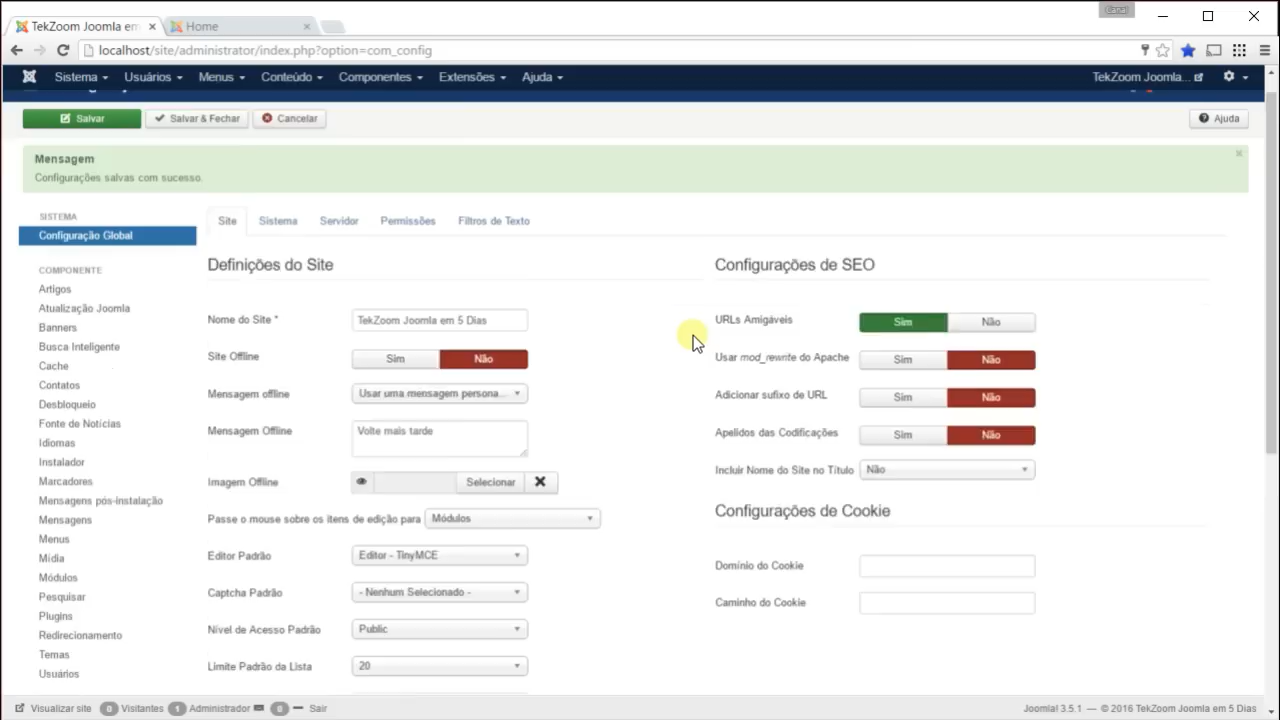 Canal
TekZoom Joomla em
Home
localhost/site/administrator/index.php?option=com_config
Sistema Usuários Menus Conteúdo Componentes Extensões Ajuda TekZoom Joomla...
Salvar Salvar & Fechar Cancelar Ajuda
Mensagem
Configurações salvas com sucesso.
SISTEMA
Configuração Global
COMPONENTE
Artigos
Atualização Joomla
Banners
Busca Inteligente
Cache
Contatos
Desbloqueio
Fonte de Notícias
Idiomas
Instalador
Marcadores
Mensagens pós-instalação
Mensagens
Menus
Mídia
Módulos
Pesquisar
Plugins
Redirecionamento
Temas
Usuários
Site Sistema Servidor Permissões Filtros de Texto
Definições do Site
Nome do Site * TekZoom Joomla em 5 Dias
Site Offline Sim Não
Mensagem offline Usar uma mensagem persona...
Mensagem Offline Volte mais tarde
Imagem Offline Selecionar
Passe o mouse sobre os itens de edição para Módulos
Editor Padrão Editor - TinyMCE
Captcha Padrão - Nenhum Selecionado -
Nível de Acesso Padrão Public
Limite Padrão da Lista 20
Configurações de SEO
URLs Amigáveis Sim Não
Usar mod_rewrite do Apache Sim Não
Adicionar sufixo de URL Sim Não
Apelidos das Codificações Sim Não
Incluir Nome do Site no Título Não
Configurações de Cookie
Domínio do Cookie
Caminho do Cookie
Visualizar site 0 Visitantes 1 Administrador 0 Sair
Joomla! 3.5.1 — © 2016 TekZoom Joomla em 5 Dias